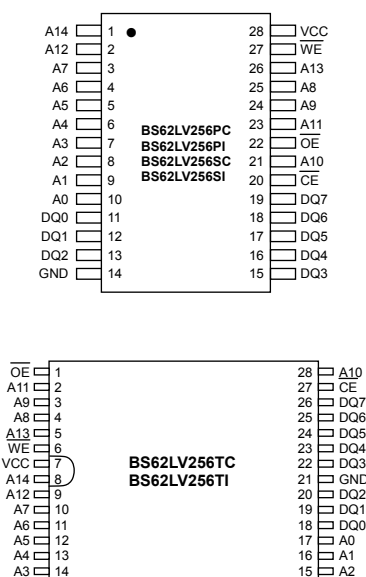 A14 1 28 VCC
A12 2 27 WE
A7 3 26 A13
A6 4 25 A8
A5 5 24 A9
A4 6 23 A11
A3 7 22 OE
A2 8 21 A10
A1 9 20 CE
A0 10 19 DQ7
DQ0 11 18 DQ6
DQ1 12 17 DQ5
DQ2 13 16 DQ4
GND 14 15 DQ3
BS62LV256PC
BS62LV256PI
BS62LV256SC
BS62LV256SI
OE 1 28 A10
A11 2 27 CE
A9 3 26 DQ7
A8 4 25 DQ6
A13 5 24 DQ5
WE 6 23 DQ4
VCC 7 22 DQ3
A14 8 21 GND
A12 9 20 DQ2
A7 10 19 DQ1
A6 11 18 DQ0
A5 12 17 A0
A4 13 16 A1
A3 14 15 A2
BS62LV256TC
BS62LV256TI